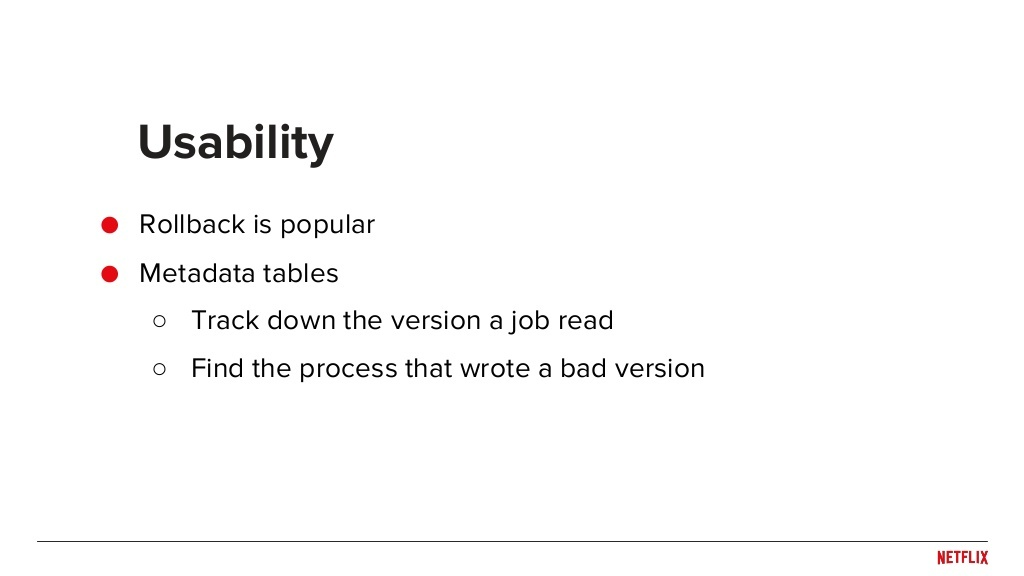 Usability
● Rollback is popular
● Metadata tables
○ Track down the version a job read
○ Find the process that wrote a bad version
NETFLIX